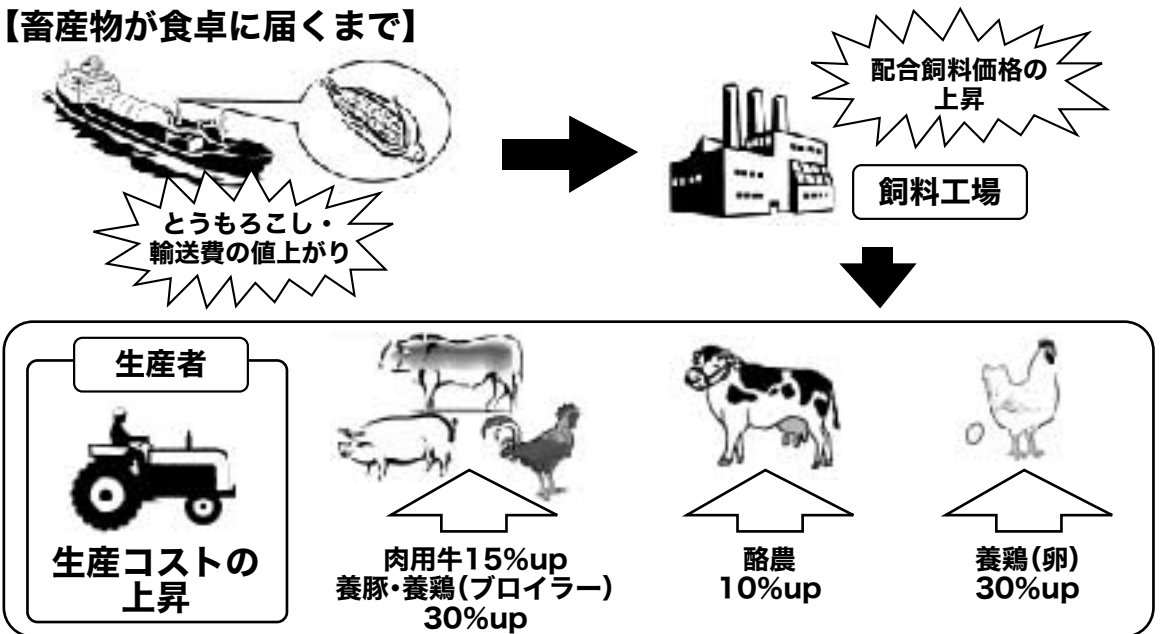 【畜産物が食卓に届くまで】
配合飼料価格の
上昇
飼料工場
とうもろこし・
輸送費の値上がり
生産者
生産コストの
上昇
肉用牛15%up
養豚・養鶏（ブロイラー）
30%up
酪農
10%up
養鶏（卵）
30%up